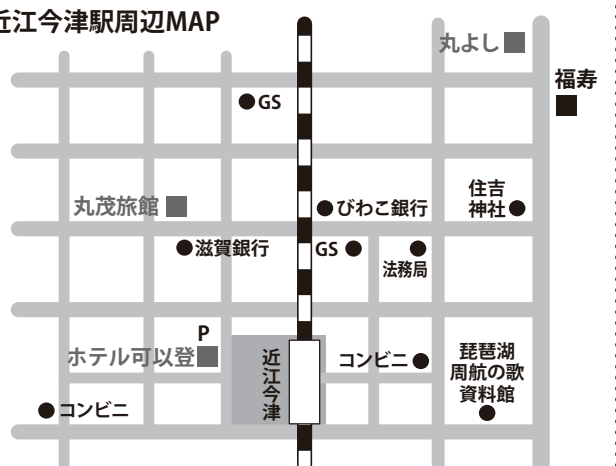 近江今津駅周辺MAP
丸よし
福寿
GS
丸茂旅館
びわこ銀行
住吉
神社
滋賀銀行
GS
法務局
P
ホテル可以登
近江今津
コンビニ
琵琶湖
周航の歌
資料館
コンビニ